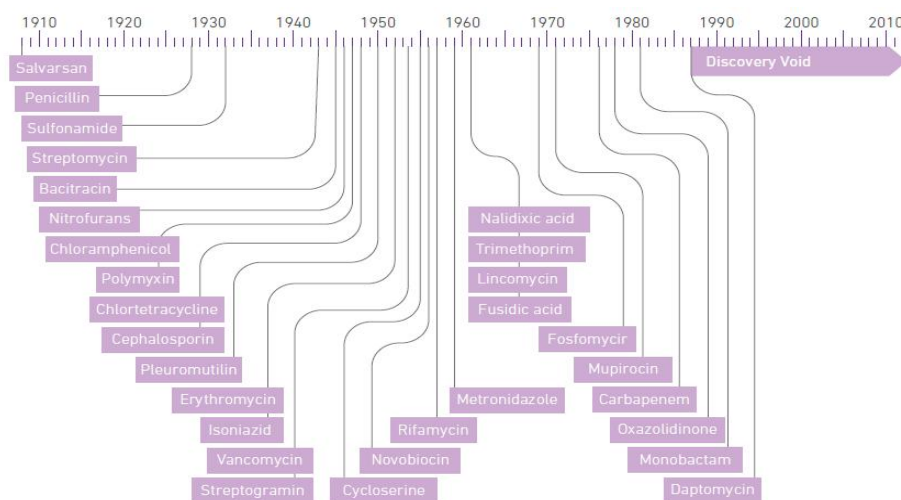 1910 1920 1930 1940 1950 1960 1970 1980 1990 2000 2010
Salvarsan
Discovery Void
Penicillin
Sulfonamide
Streptomycin
Bacitracin
Nitrofurans
Nalidixic acid
Chloramphenicol
Trimethoprim
Polymyxin
Lincomycin
Chlortetracycline
Fusidic acid
Cephalosporin
Fosfomycir
Pleuromutilin
Mupirocin
Erythromycin
Metronidazole
Carbapenem
Isoniazid
Rifamycin
Oxazolidinone
Vancomycin
Novobiocin
Monobactam
Streptogramin
Cycloserine
Daptomycin